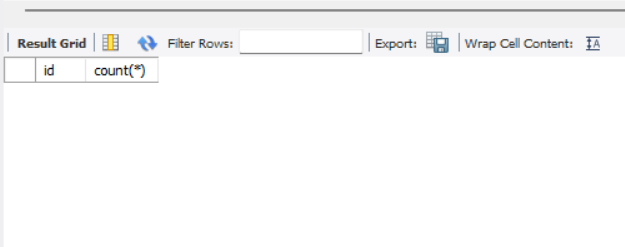 Result Grid Filter Rows: Export: Wrap Cell Content:
id count(*)